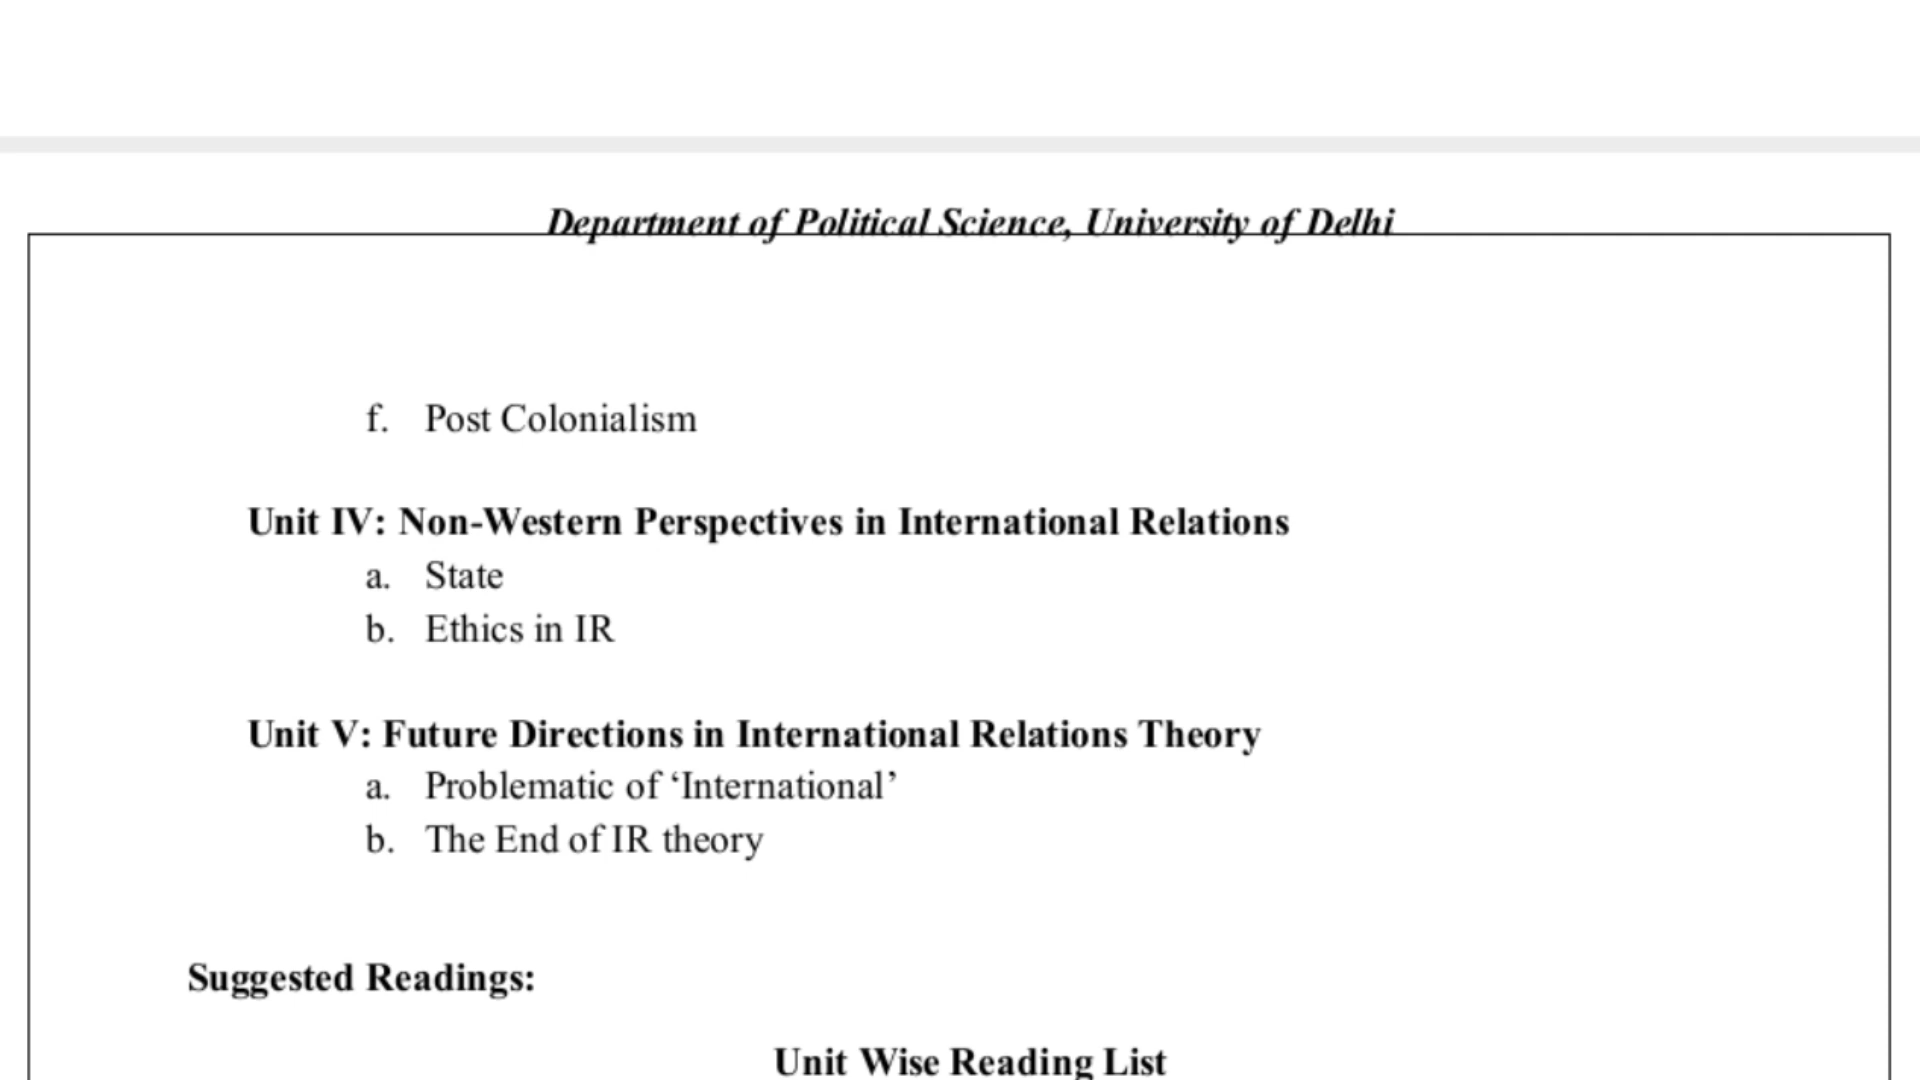 Department of Political Science, University of Delhi
f. Post Colonialism
Unit IV: Non-Western Perspectives in International Relations
a. State
b. Ethics in IR
Unit V: Future Directions in International Relations Theory
a. Problematic of ‘International’
b. The End of IR theory
Suggested Readings:
Unit Wise Reading List